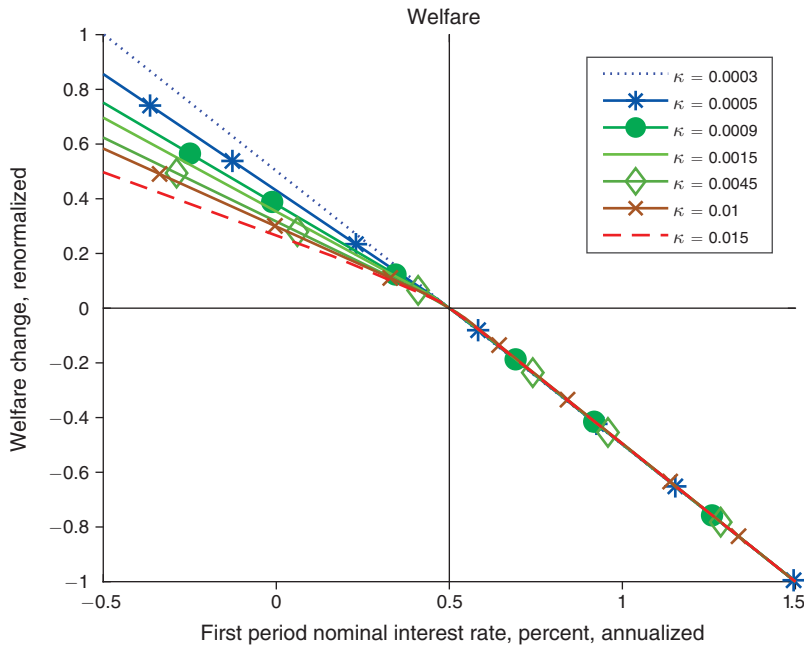 Welfare
Welfare change, renormalized
1
0.8
0.6
0.4
0.2
0
−0.2
−0.4
−0.6
−0.8
−1
κ = 0.0003
κ = 0.0005
κ = 0.0009
κ = 0.0015
κ = 0.0045
κ = 0.01
κ = 0.015
−0.5 0 0.5 1 1.5
First period nominal interest rate, percent, annualized